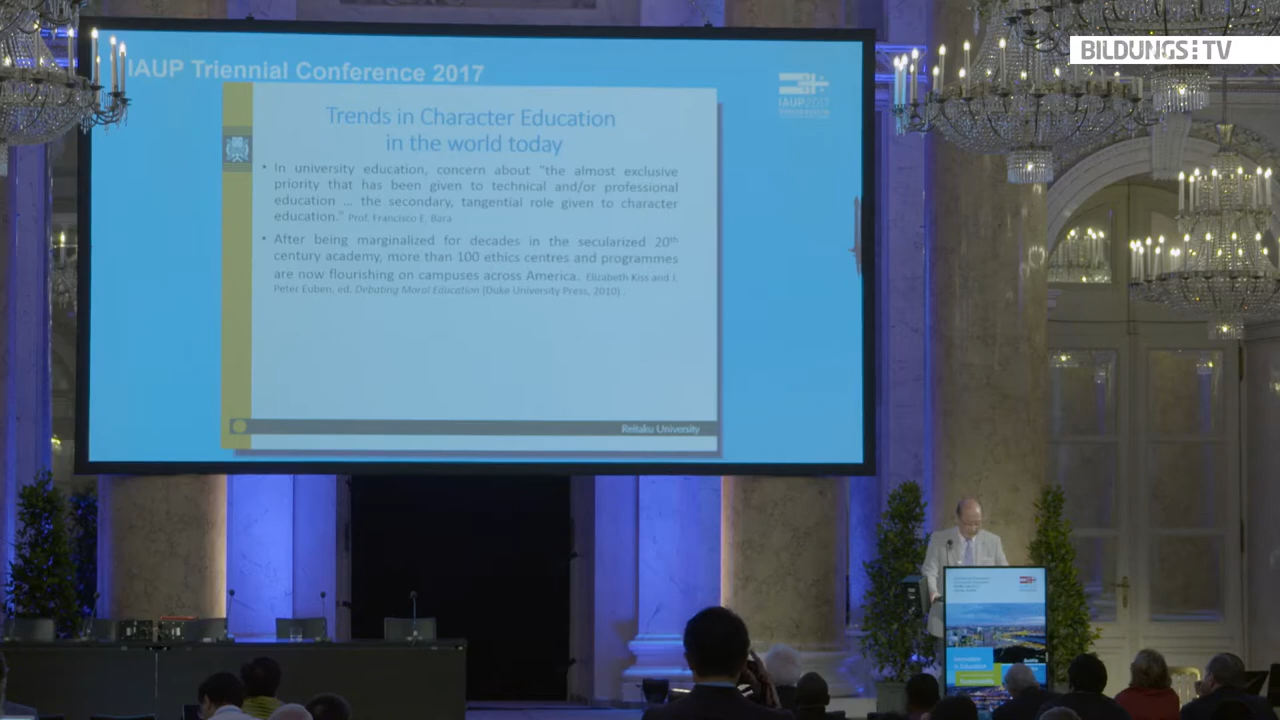 BILDUNGS:TV
IAUP Triennial Conference 2017
IAUP2017
Trends in Character Education
in the world today
• In university education, concern about “the almost exclusive
priority that has been given to technical and/or professional
education ... the secondary, tangential role given to character
education.” Prof. Francisco E. Bara
• After being marginalized for decades in the secularized 20th
century academy, more than 100 ethics centres and programmes
are now flourishing on campuses across America. Elizabeth Kiss and J.
Peter Euben, ed. Debating Moral Education (Duke University Press, 2010) .
Reitaku University
Innovation
in Education